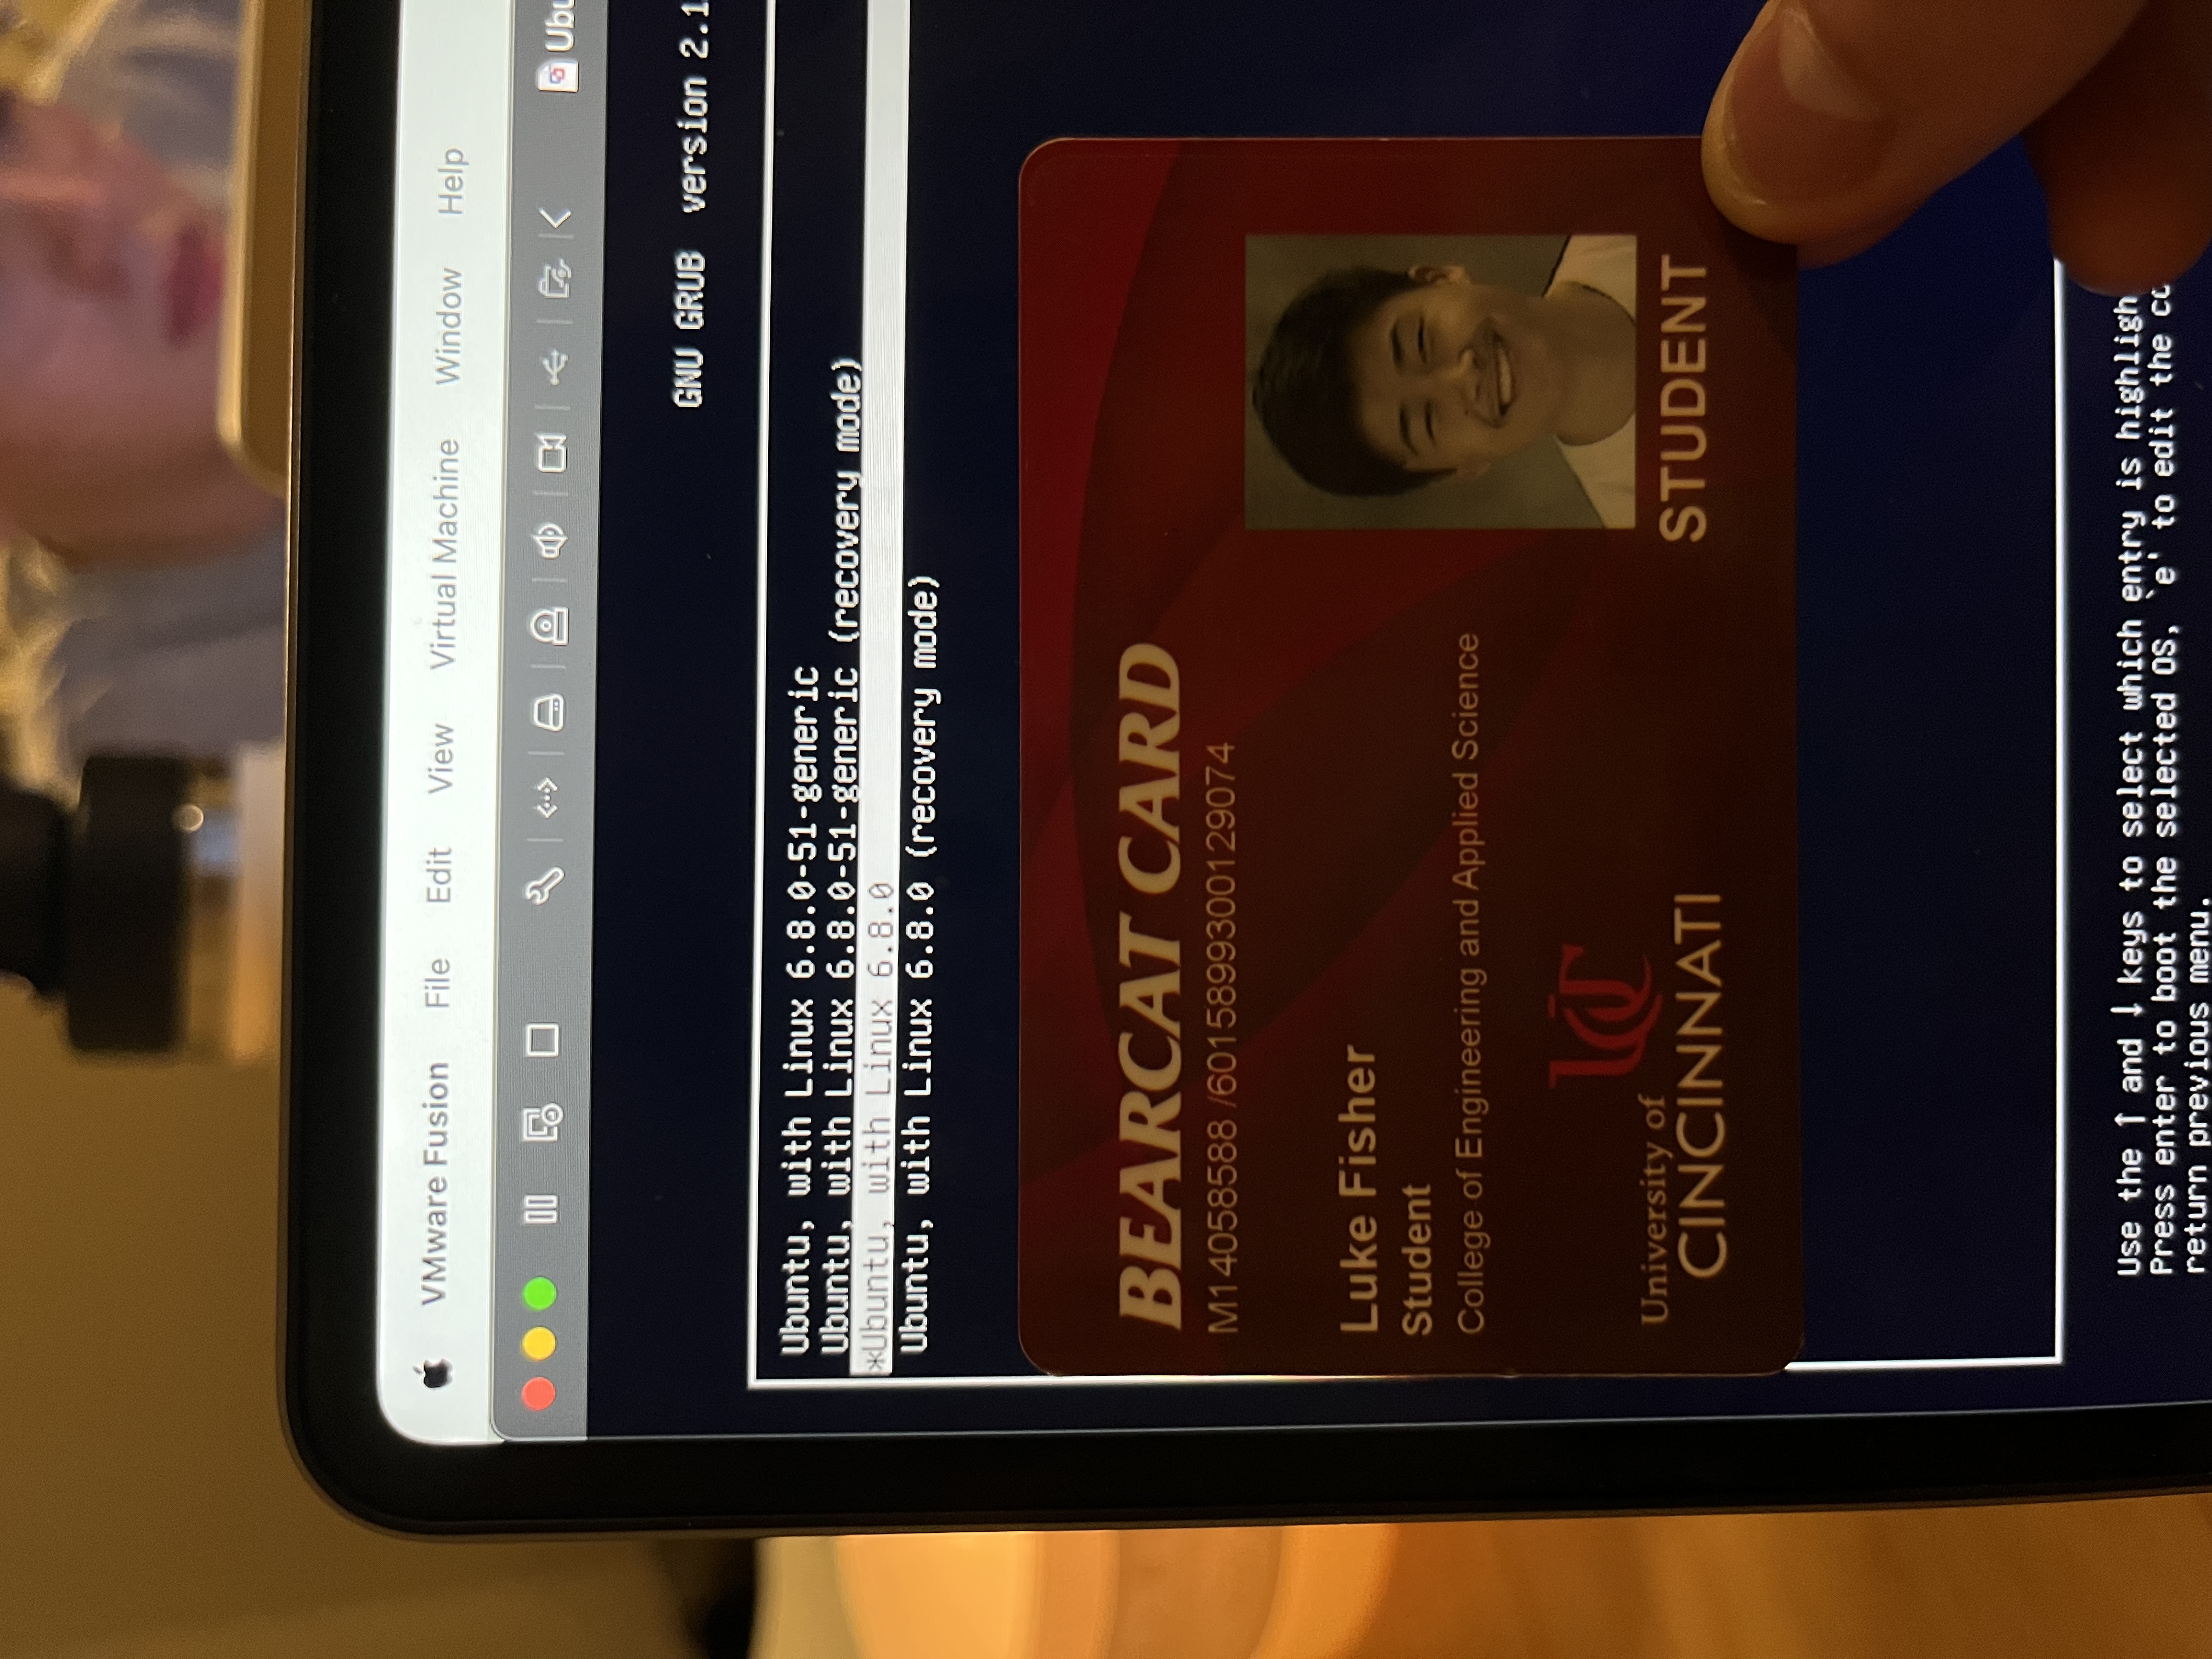 VMware Fusion File Edit View Virtual Machine Window Help
GNU GRUB version 2.1
Ubuntu, with Linux 6.8.0-51-generic
Ubuntu, with Linux 6.8.0-51-generic (recovery mode)
*Ubuntu, with Linux 6.8.0
Ubuntu, with Linux 6.8.0 (recovery mode)
BEARCAT CARD
M14058588 /6015899300129074
Luke Fisher
Student
College of Engineering and Applied Science
UC
University of
CINCINNATI
STUDENT
Use the ↑ and ↓ keys to select which entry is
Press enter to boot the selected OS, `e' to edit the
return previous menu.